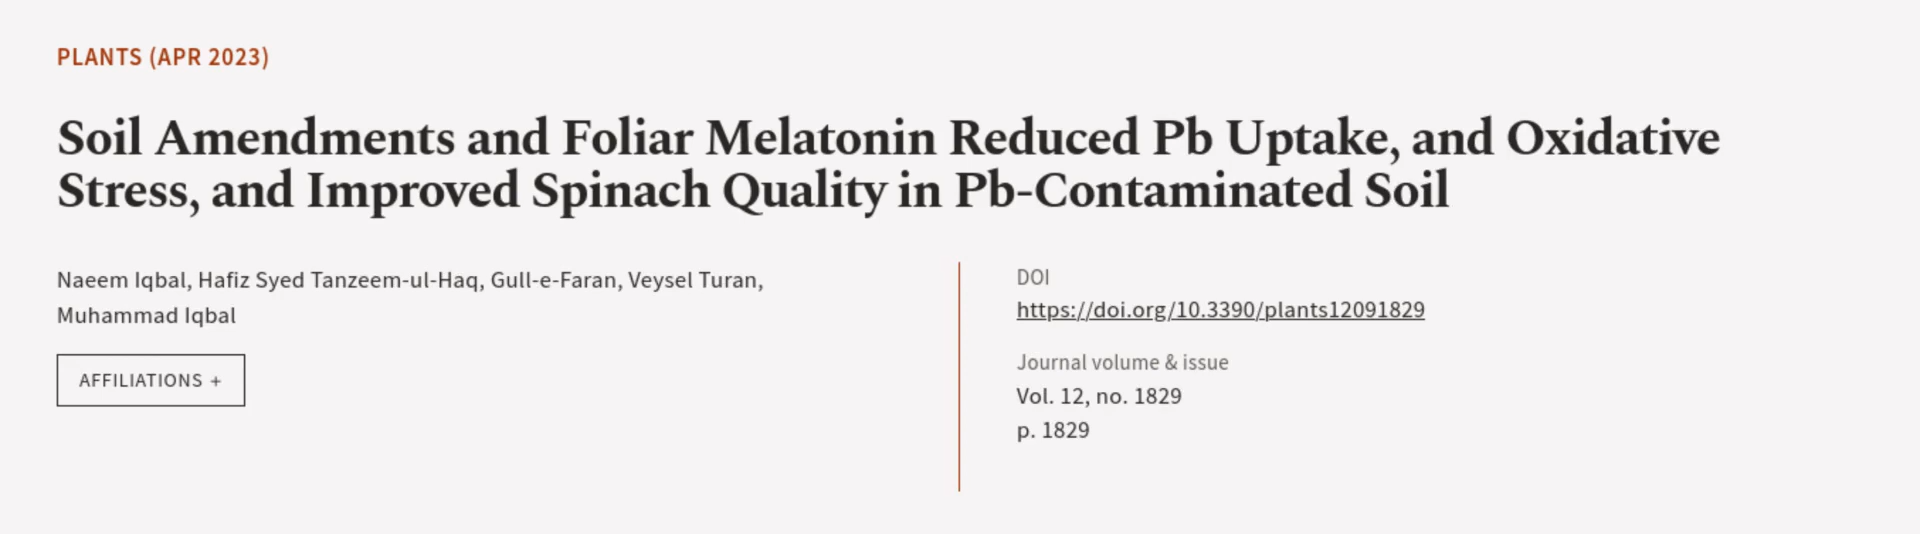 PLANTS (APR 2023)
Soil Amendments and Foliar Melatonin Reduced Pb Uptake, and Oxidative
Stress, and Improved Spinach Quality in Pb-Contaminated Soil
Naeem Iqbal, Hafiz Syed Tanzeem-ul-Haq, Gull-e-Faran, Veysel Turan,
Muhammad Iqbal
AFFILIATIONS +
DOI
https://doi.org/10.3390/plants12091829
Journal volume & issue
Vol. 12, no. 1829
p. 1829